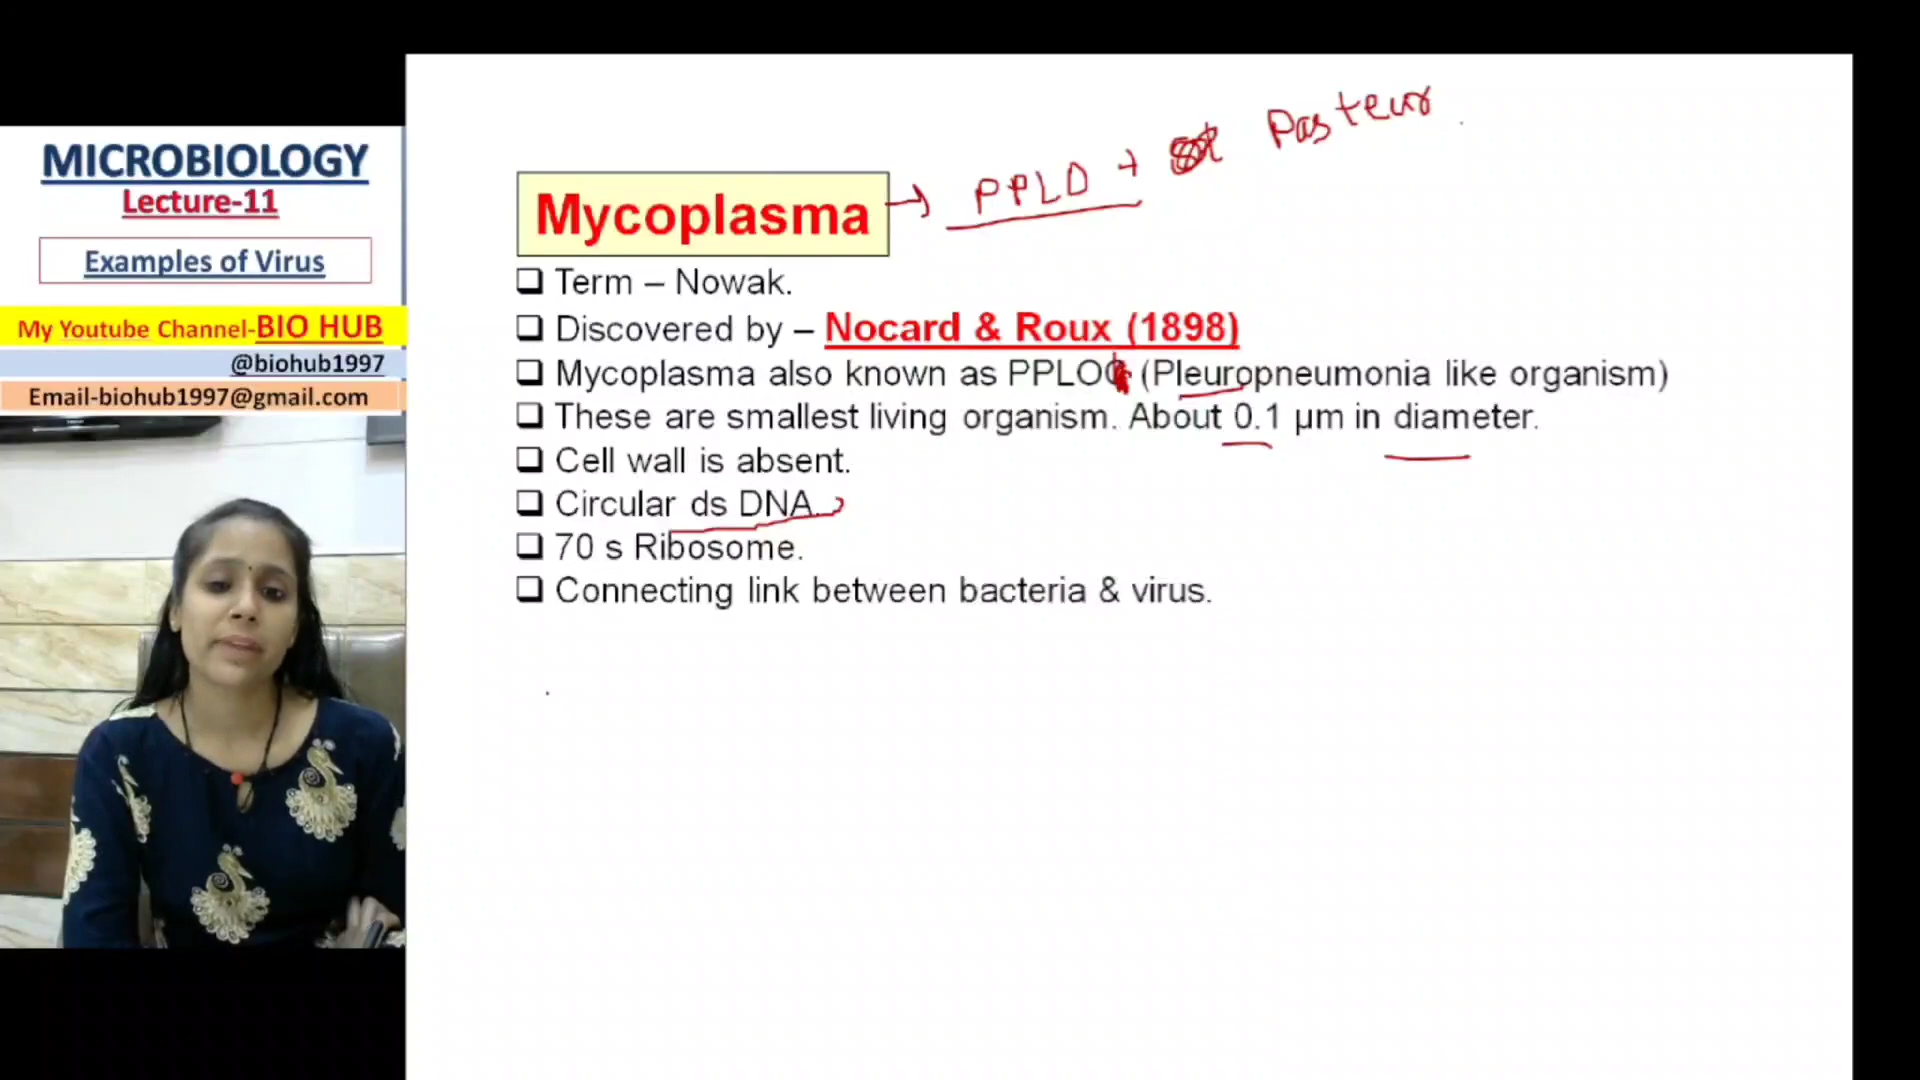 MICROBIOLOGY
Lecture-11
Examples of Virus
My Youtube Channel-BIO HUB
@biohub1997
Email-biohub1997@gmail.com
Mycoplasma → PPLO → Pasteur
Term – Nowak.
Discovered by – Nocard & Roux (1898)
Mycoplasma also known as PPLO (Pleuropneumonia like organism)
These are smallest living organism. About 0.1 µm in diameter.
Cell wall is absent.
Circular ds DNA.
70 s Ribosome.
Connecting link between bacteria & virus.